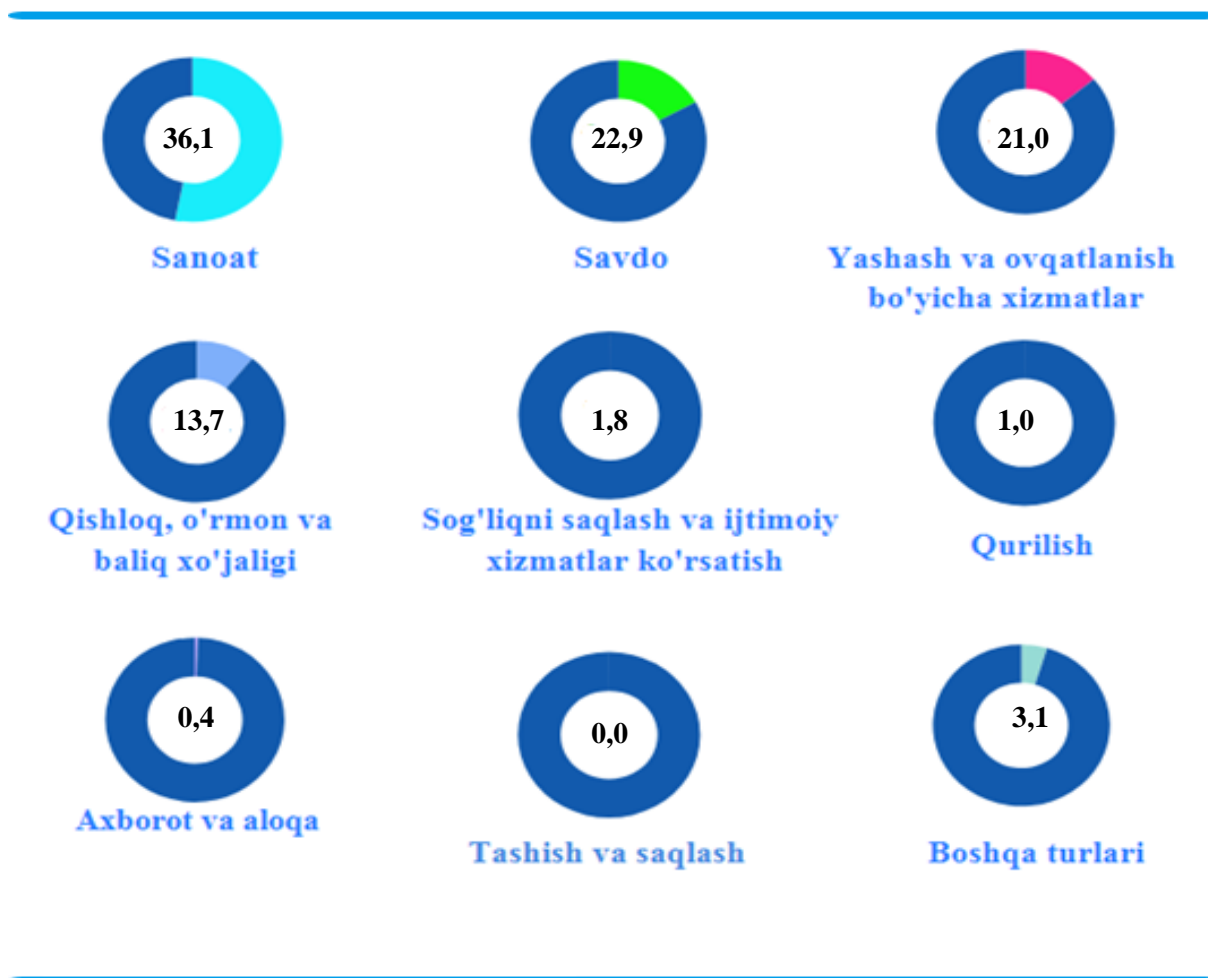 36,1
Sanoat
22,9
Savdo
21,0
Yashash va ovqatlanish
bo'yicha xizmatlar
13,7
Qishloq, o'rmon va
baliq xo'jaligi
1,8
Sog'liqni saqlash va ijtimoiy
xizmatlar ko'rsatish
1,0
Qurilish
0,4
Axborot va aloqa
0,0
Tashish va saqlash
3,1
Boshqa turlari